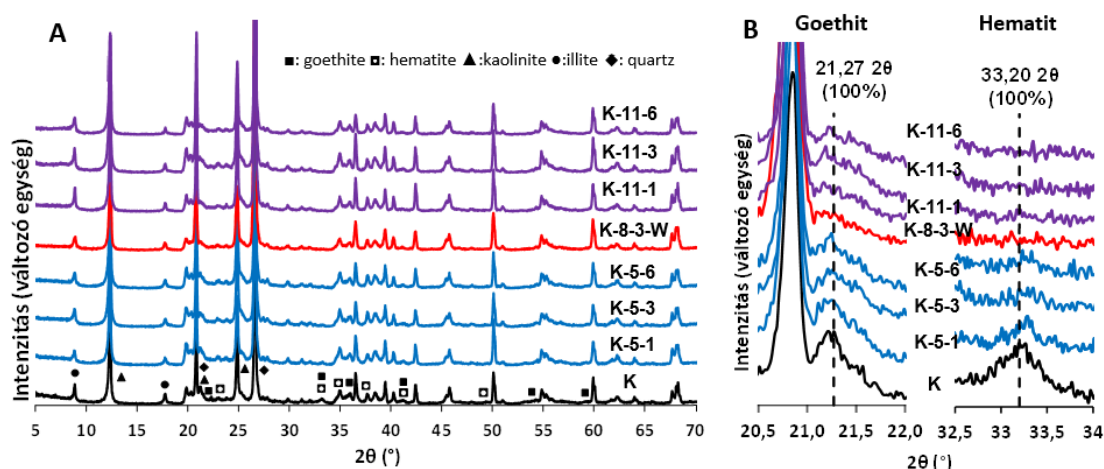 A
■: goethite ◘: hematite ▲:kaolinite ●:illite ◆: quartz
Intenzitás (változó egység)
K-11-6
K-11-3
K-11-1
K-8-3-W
K-5-6
K-5-3
K-5-1
K
5 10 15 20 25 30 35 40 45 50 55 60 65 70
2θ (°)
B
Goethit
Hematit
21,27 2θ
(100%)
33,20 2θ
(100%)
Intenzitás (változó egység)
K-11-6
K-11-3
K-11-1
K-8-3-W
K-5-6
K-5-3
K-5-1
K
20,5 21,0 21,5 22,0 32,5 33 33,5 34
2θ (°)